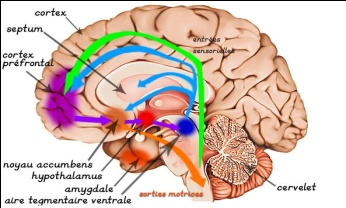 cortex
septum
entrées
sensorielles
cortex
préfrontal
noyau accumbens
hypothalamus
amygdale
aire tegmentaire ventrale
sorties motrices
cervelet